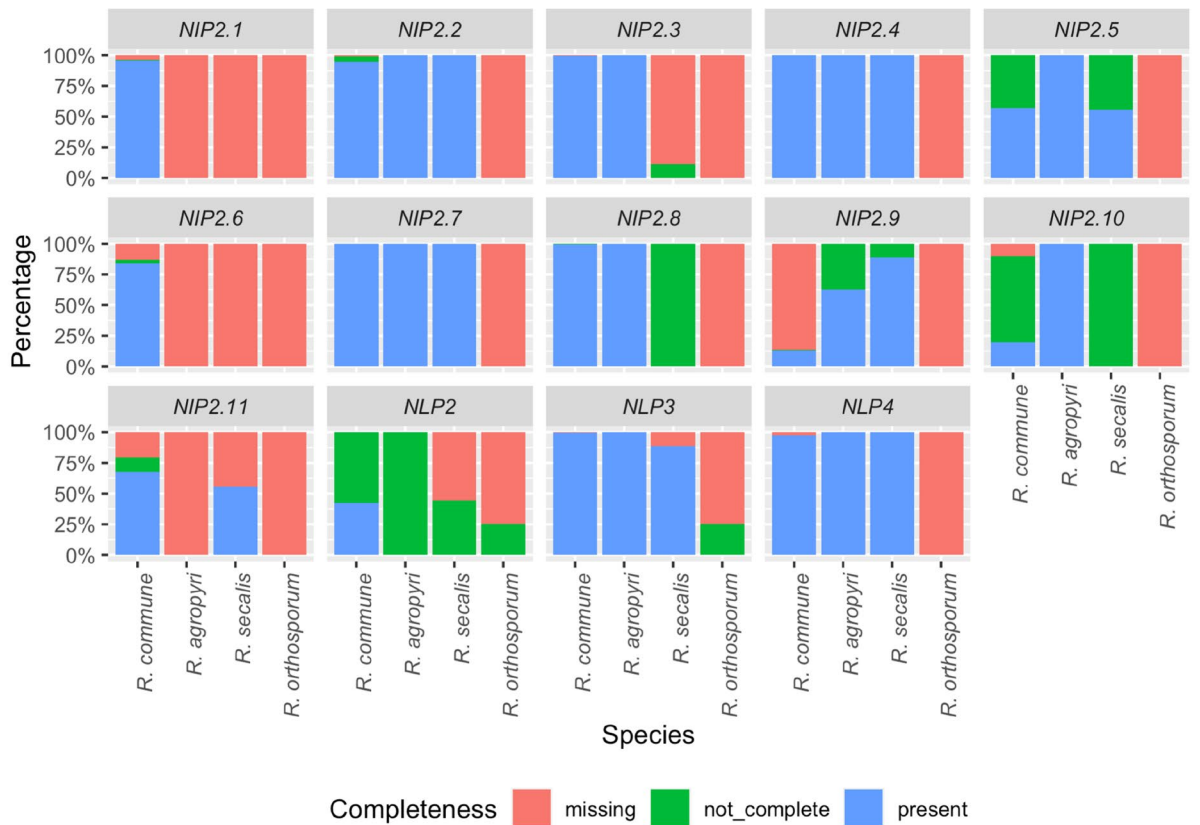 NIP2.1 NIP2.2 NIP2.3 NIP2.4 NIP2.5
100%
75%
50%
25%
0%
NIP2.6 NIP2.7 NIP2.8 NIP2.9 NIP2.10
100%
75%
50%
25%
0%
Percentage
NIP2.11 NLP2 NLP3 NLP4
100%
75%
50%
25%
0%
R. commune R. agropyri R. secalis R. orthosporum
R. commune R. agropyri R. secalis R. orthosporum
R. commune R. agropyri R. secalis R. orthosporum
R. commune R. agropyri R. secalis R. orthosporum
R. commune R. agropyri R. secalis R. orthosporum
Species
Completeness missing not_complete present